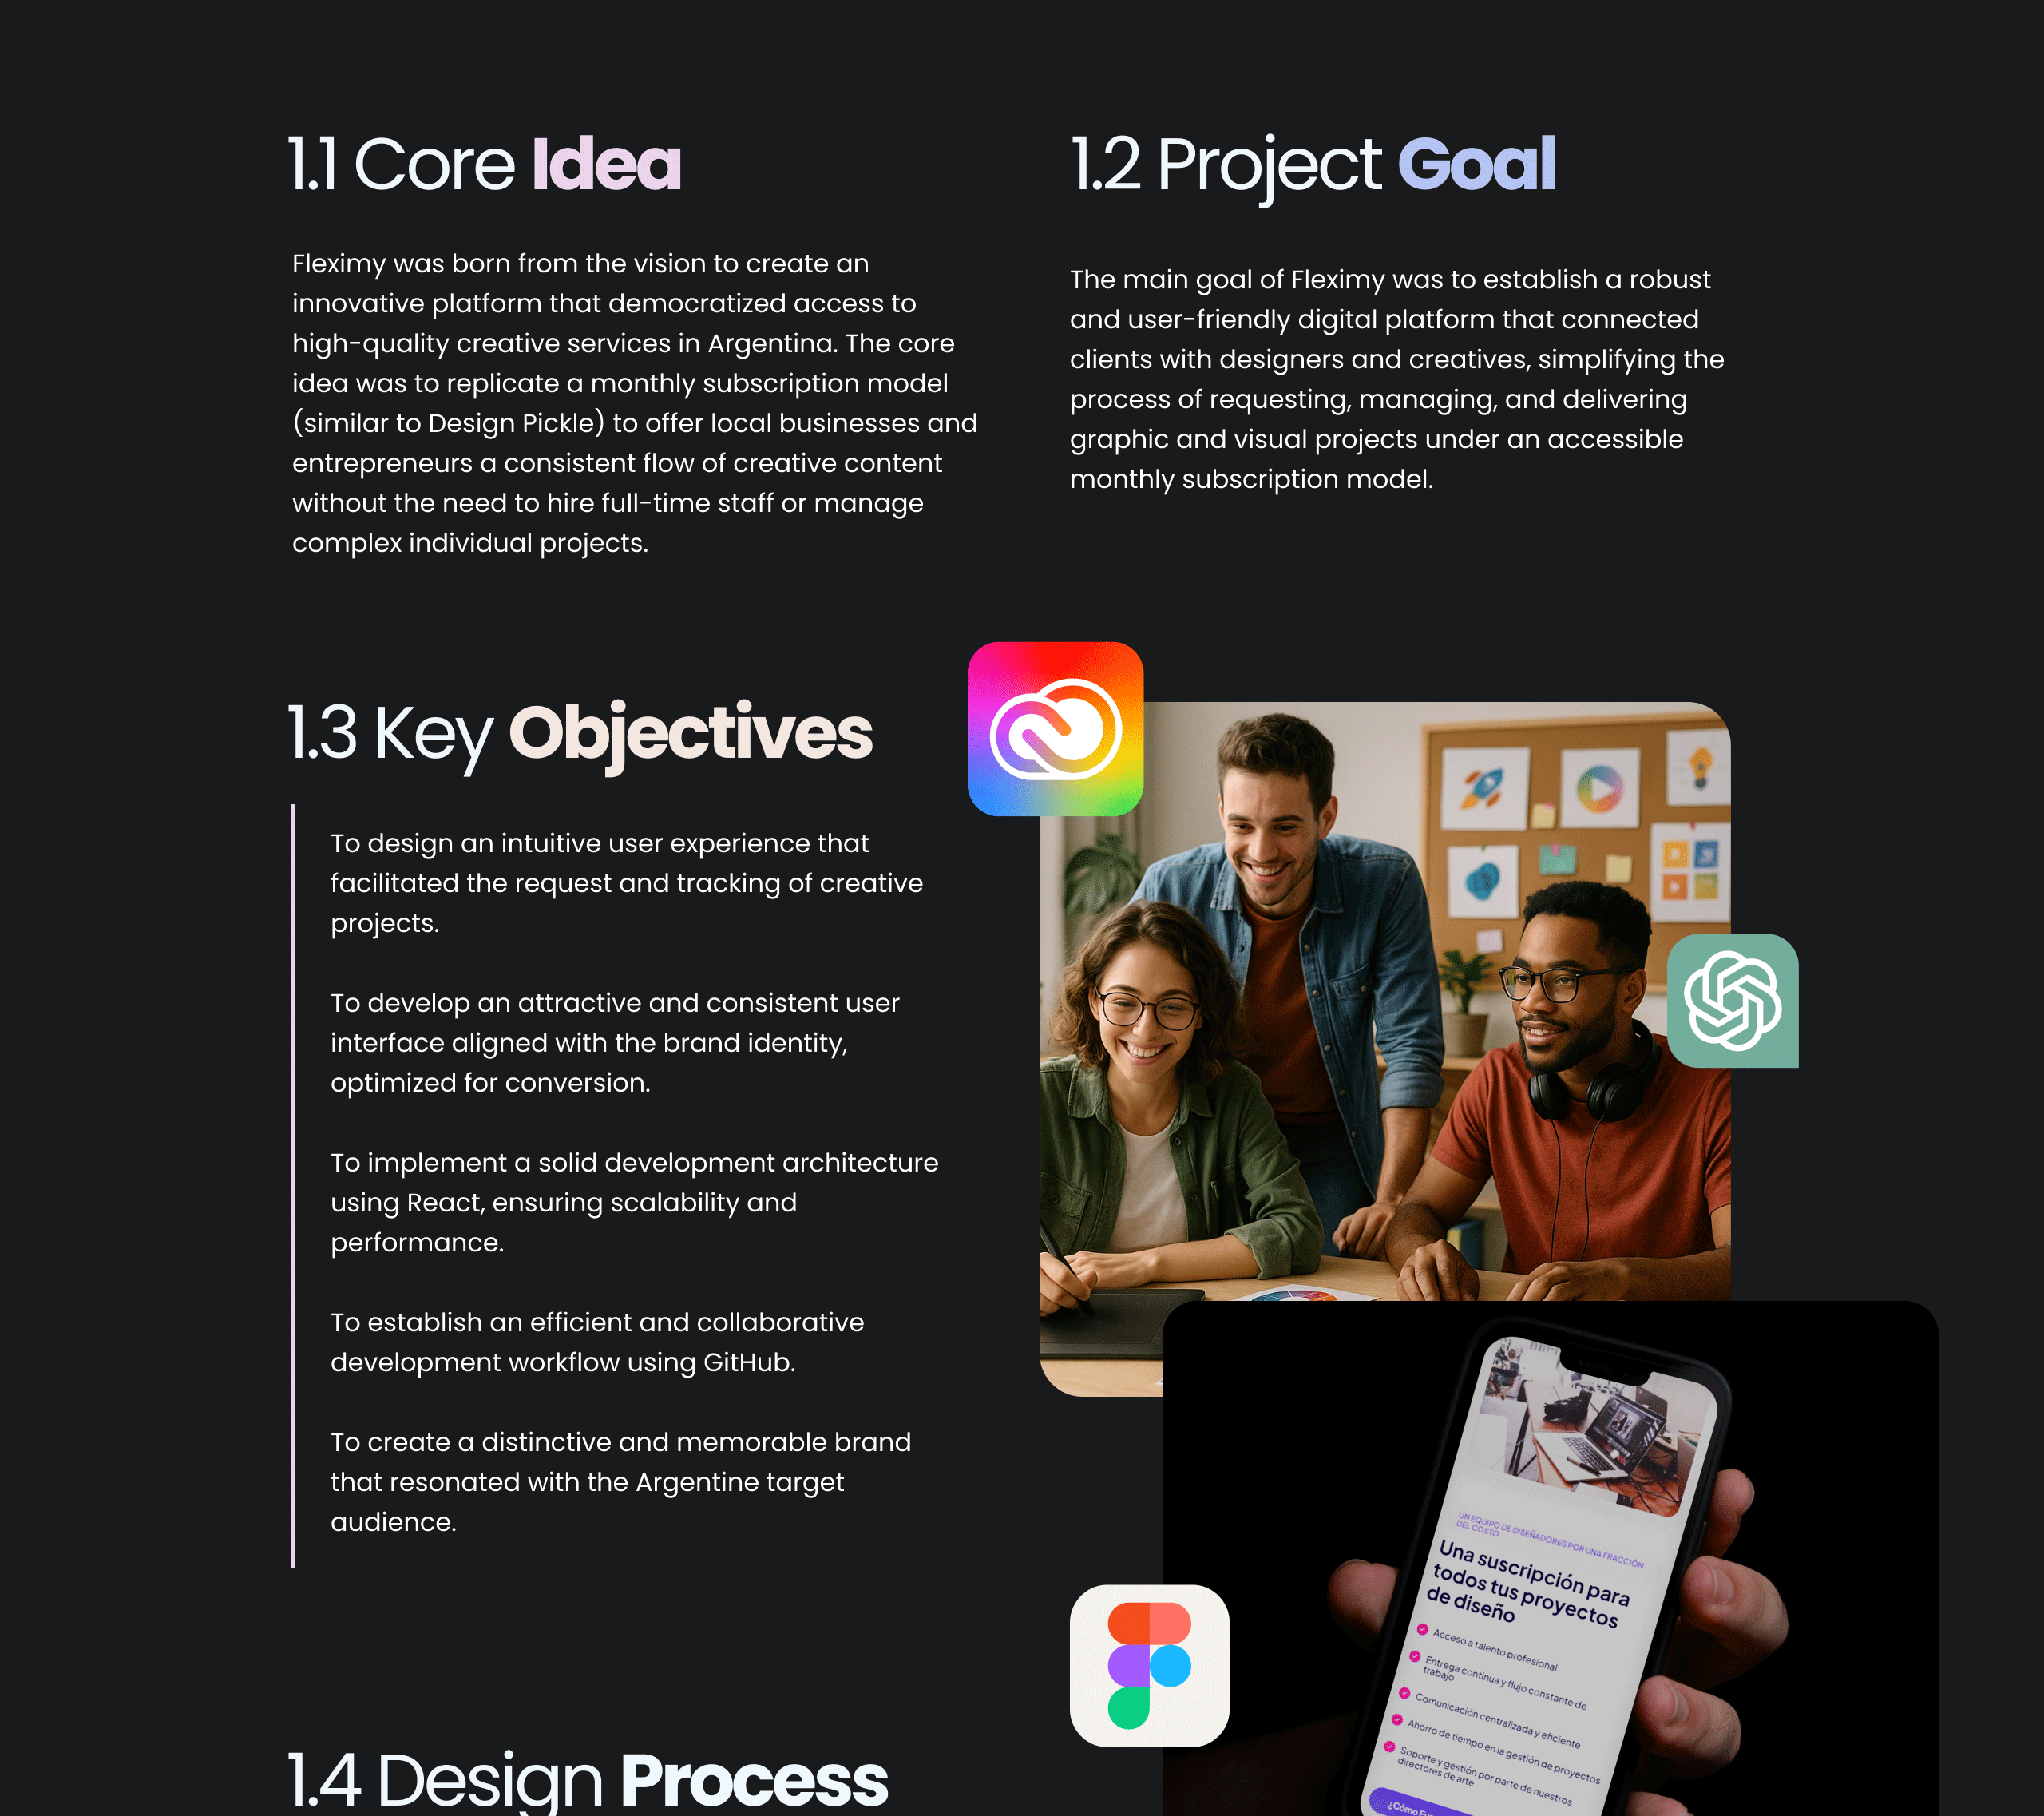 1.1 Core Idea
Fleximy was born from the vision to create an
innovative platform that democratized access to
high-quality creative services in Argentina. The core
idea was to replicate a monthly subscription model
(similar to Design Pickle) to offer local businesses and
entrepreneurs a consistent flow of creative content
without the need to hire full-time staff or manage
complex individual projects.
1.2 Project Goal
The main goal of Fleximy was to establish a robust
and user-friendly digital platform that connected
clients with designers and creatives, simplifying the
process of requesting, managing, and delivering
graphic and visual projects under an accessible
monthly subscription model.
1.3 Key Objectives
To design an intuitive user experience that
facilitated the request and tracking of creative
projects.
To develop an attractive and consistent user
interface aligned with the brand identity,
optimized for conversion.
To implement a solid development architecture
using React, ensuring scalability and
performance.
To establish an efficient and collaborative
development workflow using GitHub.
To create a distinctive and memorable brand
that resonated with the Argentine target
audience.
UN EQUIPO DE DISEÑADORES POR UNA FRACCIÓN
DEL COSTO
Una suscripción para
todos tus proyectos
de diseño
Acceso a talento profesional
Entrega continua y flujo constante de
trabajo
Comunicación centralizada y eficiente
Ahorro de tiempo en la gestión de proyectos
Soporte y gestión por parte de nuestros
directores de arte
¿Cómo
1.4 Design Process